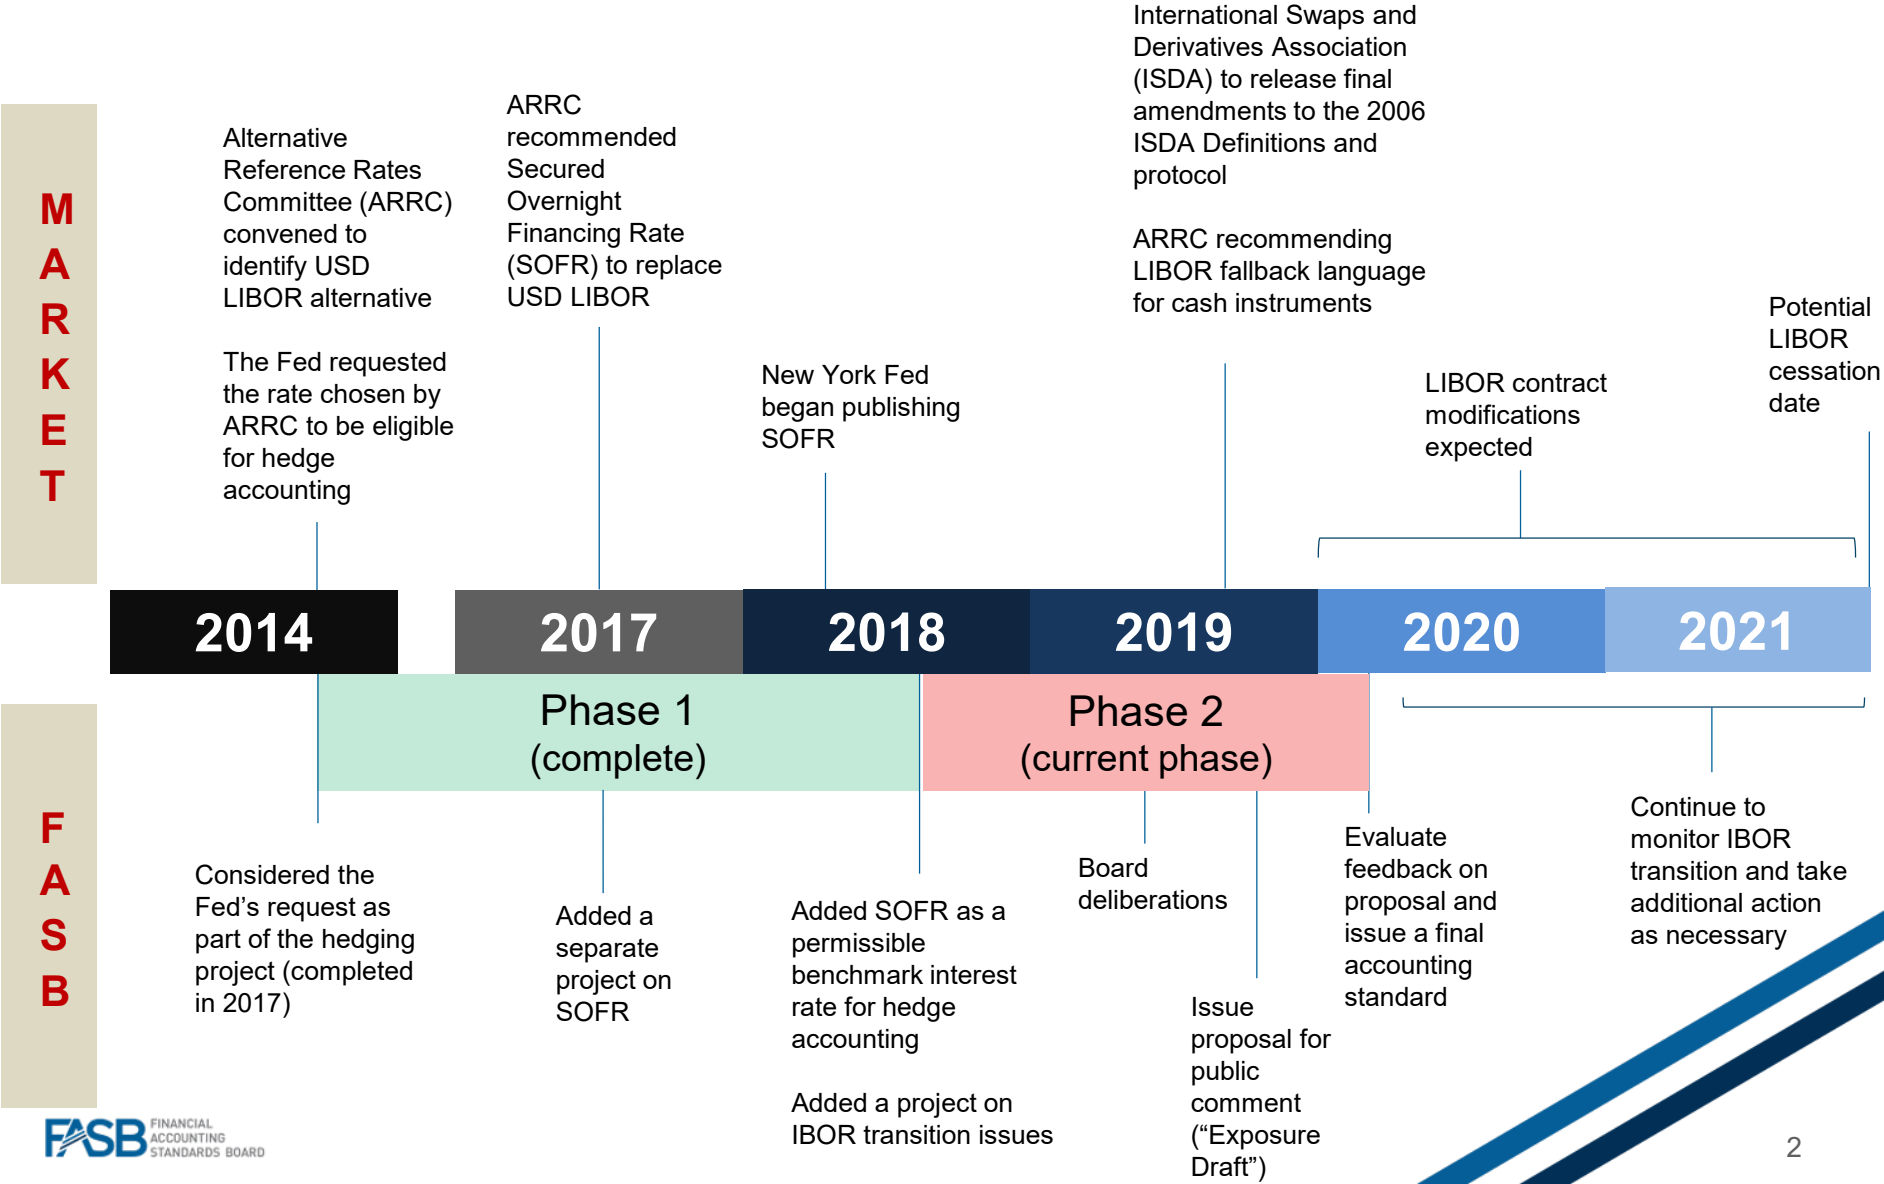 International Swaps and
Derivatives Association
(ISDA) to release final
amendments to the 2006
ISDA Definitions and
protocol
ARRC recommending
LIBOR fallback language
for cash instruments
ARRC
recommended
Secured
Overnight
Financing Rate
(SOFR) to replace
USD LIBOR
Alternative
Reference Rates
Committee (ARRC)
convened to
identify USD
LIBOR alternative
The Fed requested
the rate chosen by
ARRC to be eligible
for hedge
accounting
M
A
R
K
E
T
New York Fed
began publishing
SOFR
LIBOR contract
modifications
expected
Potential
LIBOR
cessation
date
2014 2017 2018 2019 2020 2021
Phase 1
(complete)
Phase 2
(current phase)
F
A
S
B
Considered the
Fed's request as
part of the hedging
project (completed
in 2017)
Added a
separate
project on
SOFR
Added SOFR as a
permissible
benchmark interest
rate for hedge
accounting
Added a project on
IBOR transition issues
Board
deliberations
Issue
proposal for
public
comment
(“Exposure
Draft”)
Evaluate
feedback on
proposal and
issue a final
accounting
standard
Continue to
monitor IBOR
transition and take
additional action
as necessary
FASB
FINANCIAL
ACCOUNTING
STANDARDS BOARD
2